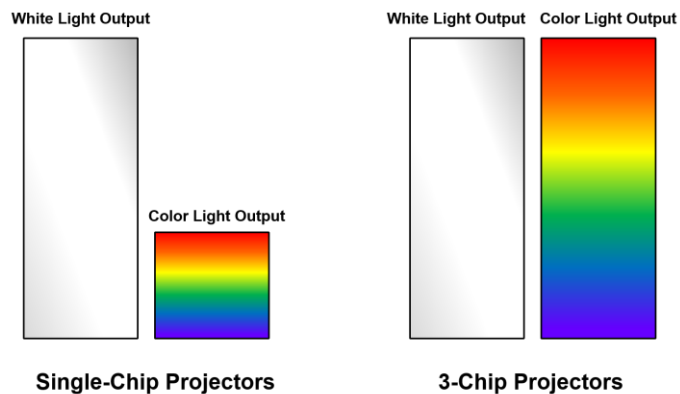 White Light Output
Color Light Output
Single-Chip Projectors
White Light Output
Color Light Output
3-Chip Projectors